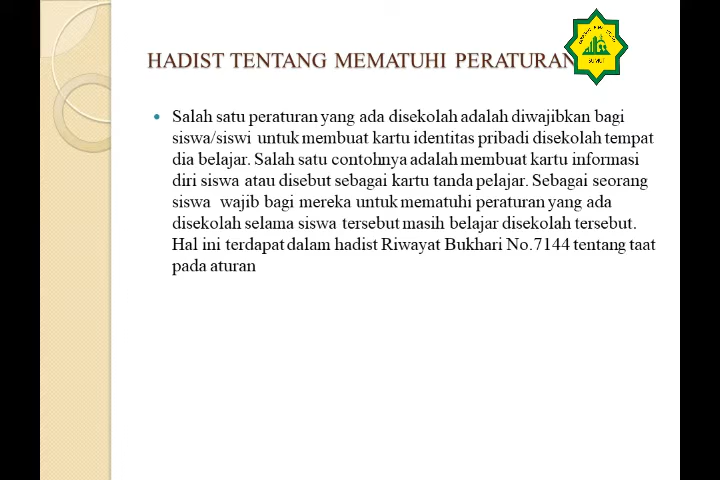 HADIST TENTANG MEMATUHI PERATURAN
Salah satu peraturan yang ada disekolah adalah diwajibkan bagi
siswa/siswi untuk membuat kartu identitas pribadi disekolah tempat
dia belajar. Salah satu contohnya adalah membuat kartu informasi
diri siswa atau disebut sebagai kartu tanda pelajar. Sebagai seorang
siswa wajib bagi mereka untuk mematuhi peraturan yang ada
disekolah selama siswa tersebut masih belajar disekolah tersebut.
Hal ini terdapat dalam hadist Riwayat Bukhari No.7144 tentang taat
pada aturan